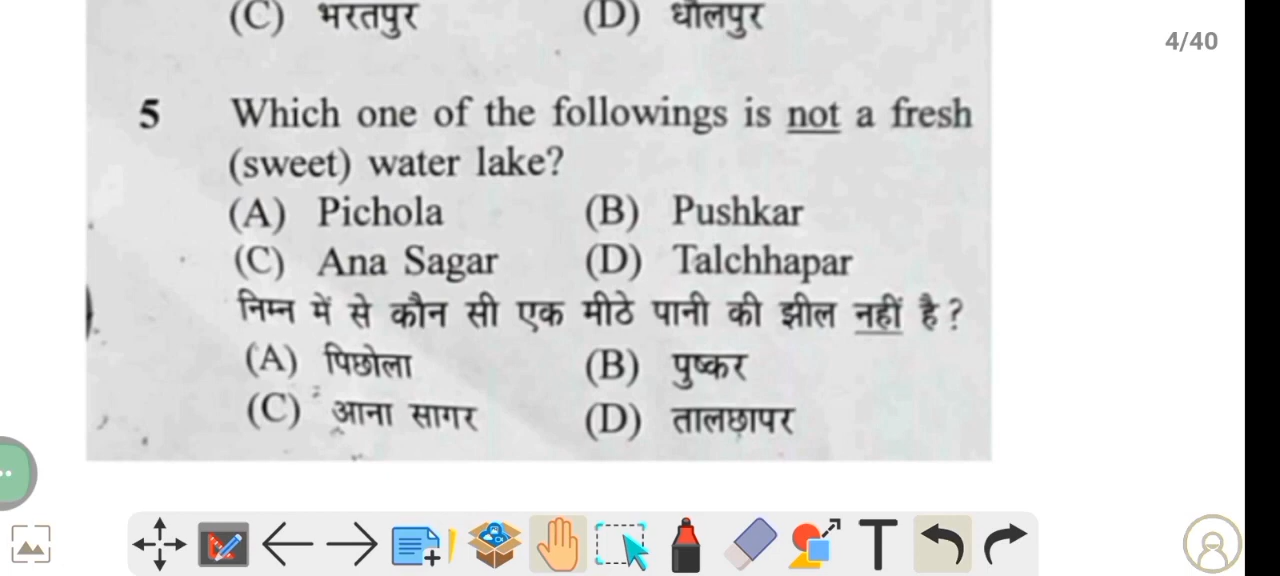 (C) भरतपुर (D) धौलपुर
4/40
5 Which one of the followings is not a fresh
(sweet) water lake?
(A) Pichola (B) Pushkar
(C) Ana Sagar (D) Talchhapar
निम्न में से कौन सी एक मीठे पानी की झील नहीं है?
(A) पिछोला (B) पुष्कर
(C) आना सागर (D) तालछापर
T